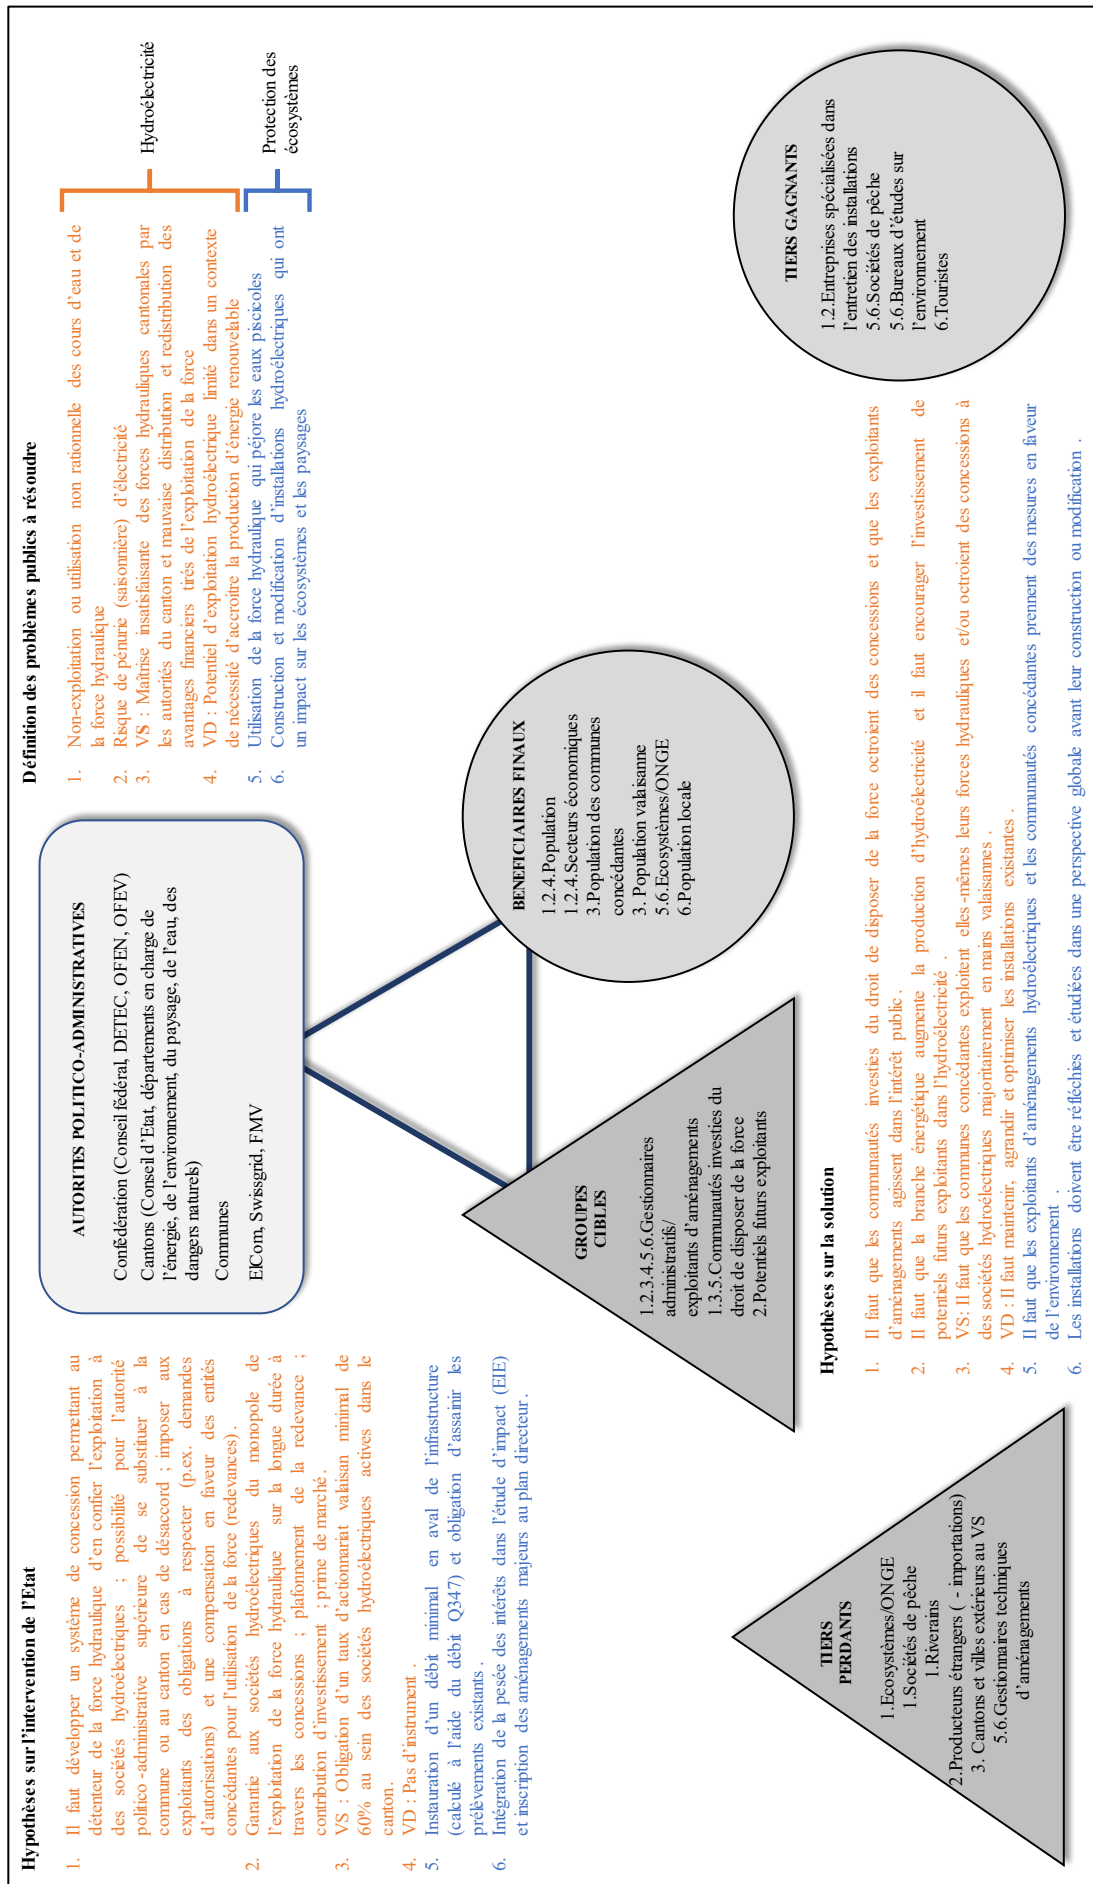 Hypothèses sur l'intervention de l'Etat
1. Il faut développer un système de concession permettant au
détenteur de la force hydraulique d'en confier l'exploitation à
des sociétés hydroélectriques ; possibilité pour l'autorité
politico-administrative supérieure de se substituer à la
commune ou au canton en cas de désaccord ; imposer aux
exploitants des obligations à respecter (p.ex. demandes
d'autorisations) et une compensation en faveur des entités
concédantes pour l'utilisation de la force (redevances).
2. Garantie aux sociétés hydroélectriques du monopole de
l'exploitation de la force hydraulique sur la longue durée à
travers les concessions ; plafonnement de la redevance ;
contribution d'investissement ; prime de marché.
3. VS : Obligation d'un taux d'actionnariat valaisan minimal de
60% au sein des sociétés hydroélectriques actives dans le
canton.
4. VD : Pas d'instrument.
5. Instauration d'un débit minimal en aval de l'infrastructure
(calculé à l'aide du débit Q347) et obligation d'assainir les
prélèvements existants.
6. Intégration de la pesée des intérêts dans l'étude d'impact (EIE)
et inscription des aménagements majeurs au plan directeur.
AUTORITES POLITICO-ADMINISTRATIVES
Confédération (Conseil fédéral, DETEC, OFEN, OFEV)
Cantons (Conseil d'Etat, départements en charge de
l'énergie, de l'environnement, du paysage, de l'eau, des
dangers naturels)
Communes
ElCom, Swissgrid, FMV
Définition des problèmes publics à résoudre
1. Non-exploitation ou utilisation non rationnelle des cours d'eau et de
la force hydraulique
2. Risque de pénurie (saisonnière) d'électricité
3. VS : Maîtrise insatisfaisante des forces hydrauliques cantonales par
les autorités du canton et mauvaise distribution et redistribution des
avantages financiers tirés de l'exploitation de la force
4. VD : Potentiel d'exploitation hydroélectrique limité dans un contexte
de nécessité d'accroitre la production d'énergie renouvelable
5. Utilisation de la force hydraulique qui péjore les eaux piscicoles
6. Construction et modification d'installations hydroélectriques qui ont
un impact sur les écosystèmes et les paysages
Hydroélectricité
Protection des
écosystèmes
GROUPES
CIBLES
1.2.3.4.5.6.Gestionnaires
administratifs/
exploitants d'aménagements
1.3.5.Communautés investies du
droit de disposer de la force
2.Potentiels futurs exploitants
BENEFICIAIRES FINAUX
1.2.4.Population
1.2.4.Secteurs économiques
3.Population des communes
concédantes
3. Population valaisanne
5.6.Ecosystèmes/ONGE
6.Population locale
TIERS
PERDANTS
1.Ecosystèmes/ONGE
1.Sociétés de pêche
1.Riverains
2.Producteurs étrangers ( - importations)
3. Cantons et villes extérieurs au VS
5.6.Gestionnaires techniques
d'aménagements
Hypothèses sur la solution
1. Il faut que les communautés investies du droit de disposer de la force octroient des concessions et que les exploitants
d'aménagements agissent dans l'intérêt public.
2. Il faut que la branche énergétique augmente la production d'hydroélectricité et il faut encourager l'investissement de
potentiels futurs exploitants dans l'hydroélectricité.
3. VS: Il faut que les communes concédantes exploitent elles-mêmes leurs forces hydrauliques et/ou octroient des concessions à
des sociétés hydroélectriques majoritairement en mains valaisannes.
4. VD : Il faut maintenir, agrandir et optimiser les installations existantes.
5. Il faut que les exploitants d'aménagements hydroélectriques et les communautés concédantes prennent des mesures en faveur
de l'environnement.
6. Les installations doivent être réfléchies et étudiées dans une perspective globale avant leur construction ou modification.
TIERS GAGNANTS
1.2.Entreprises spécialisées dans
l'entretien des installations
5.6.Sociétés de pêche
5.6.Bureaux d'études sur
l'environnement
6.Touristes